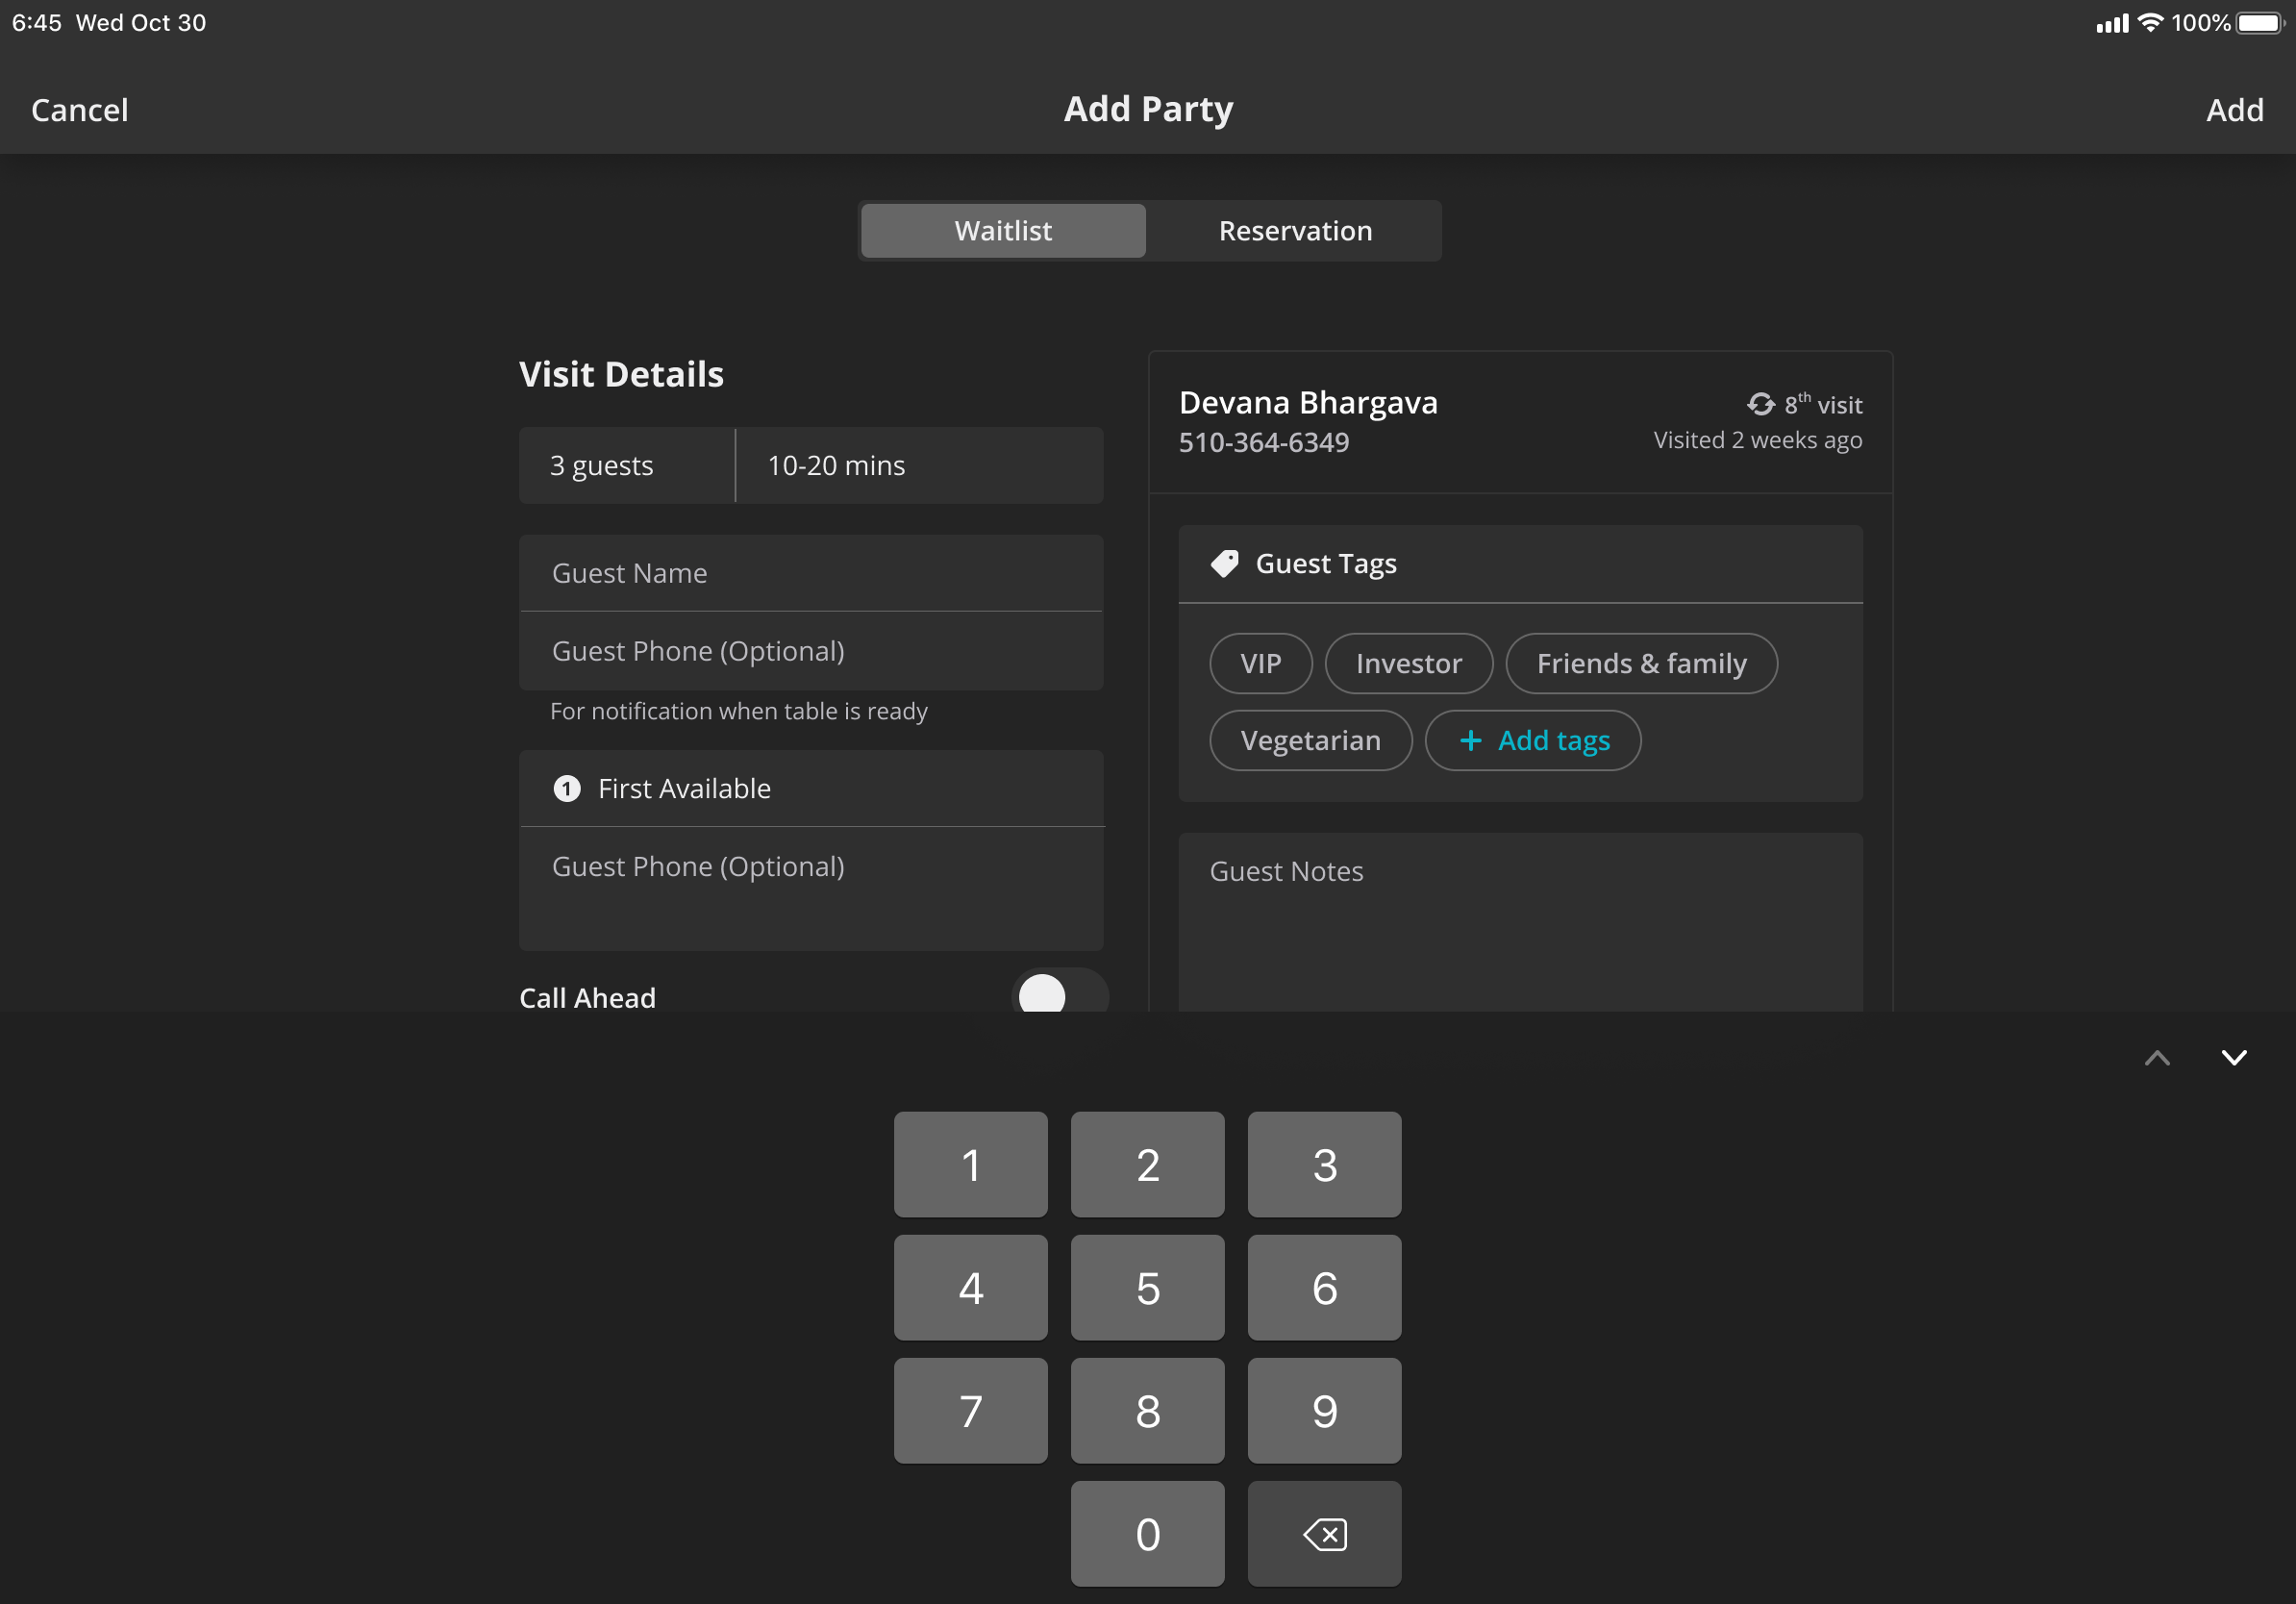 6:45 Wed Oct 30
100%
Cancel
Add Party
Add
Waitlist
Reservation
Visit Details
3 guests
10-20 mins
Guest Name
Guest Phone (Optional)
For notification when table is ready
1 First Available
Guest Phone (Optional)
Call Ahead
Devana Bhargava
8th visit
510-364-6349
Visited 2 weeks ago
Guest Tags
VIP
Investor
Friends & family
Vegetarian
+ Add tags
Guest Notes
1 2 3
4 5 6
7 8 9
0